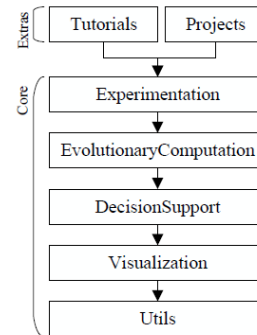 Extras
Tutorials
Projects
Core
Experimentation
EvolutionaryComputation
DecisionSupport
Visualization
Utils